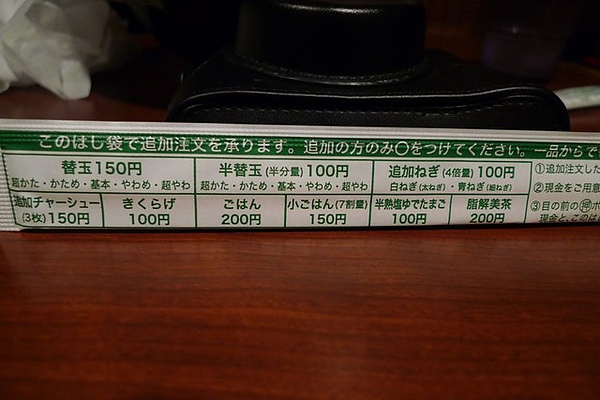 このはし袋で追加注文を承ります。追加の方のみ〇をつけてください。一品からで
替玉150円
超かた・かため・基本・やわめ・超やわ
半替玉(半分量)100円
超かた・かため・基本・やわめ・超やわ
追加ねぎ(4倍量)100円
白ねぎ(太ねぎ)・青ねぎ(細ねぎ)
追加チャーシュー
(3枚)150円
きくらげ
100円
ごはん
200円
小ごはん(7割量)
150円
半熟塩ゆでたまご
100円
脂解美茶
200円
①追加注文した
②現金をご用意
③目の前の押ボ
現金と、このは